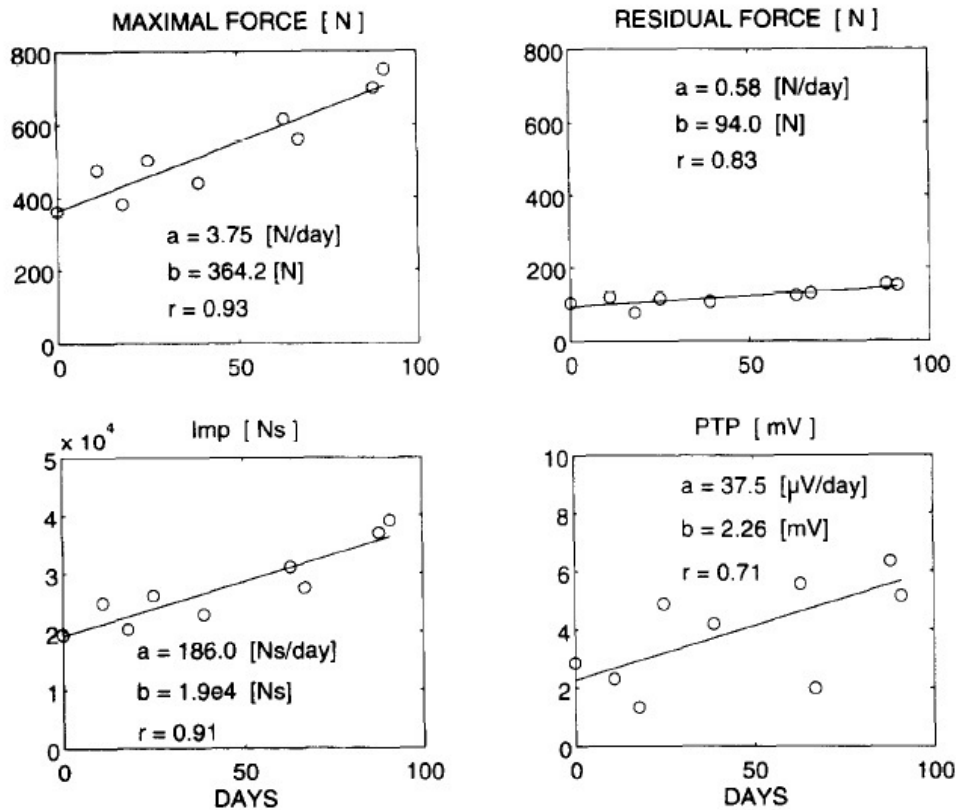 MAXIMAL FORCE [ N ]
800
600
400
200
0
a = 3.75 [N/day]
b = 364.2 [N]
r = 0.93
0 50 100
RESIDUAL FORCE [ N ]
800
600
400
200
0
a = 0.58 [N/day]
b = 94.0 [N]
r = 0.83
0 50 100
Imp [ Ns ]
× 10⁴
5
4
3
2
1
0
a = 186.0 [Ns/day]
b = 1.9e4 [Ns]
r = 0.91
0 50 100
DAYS
PTP [ mV ]
10
8
6
4
2
0
a = 37.5 [µV/day]
b = 2.26 [mV]
r = 0.71
0 50 100
DAYS